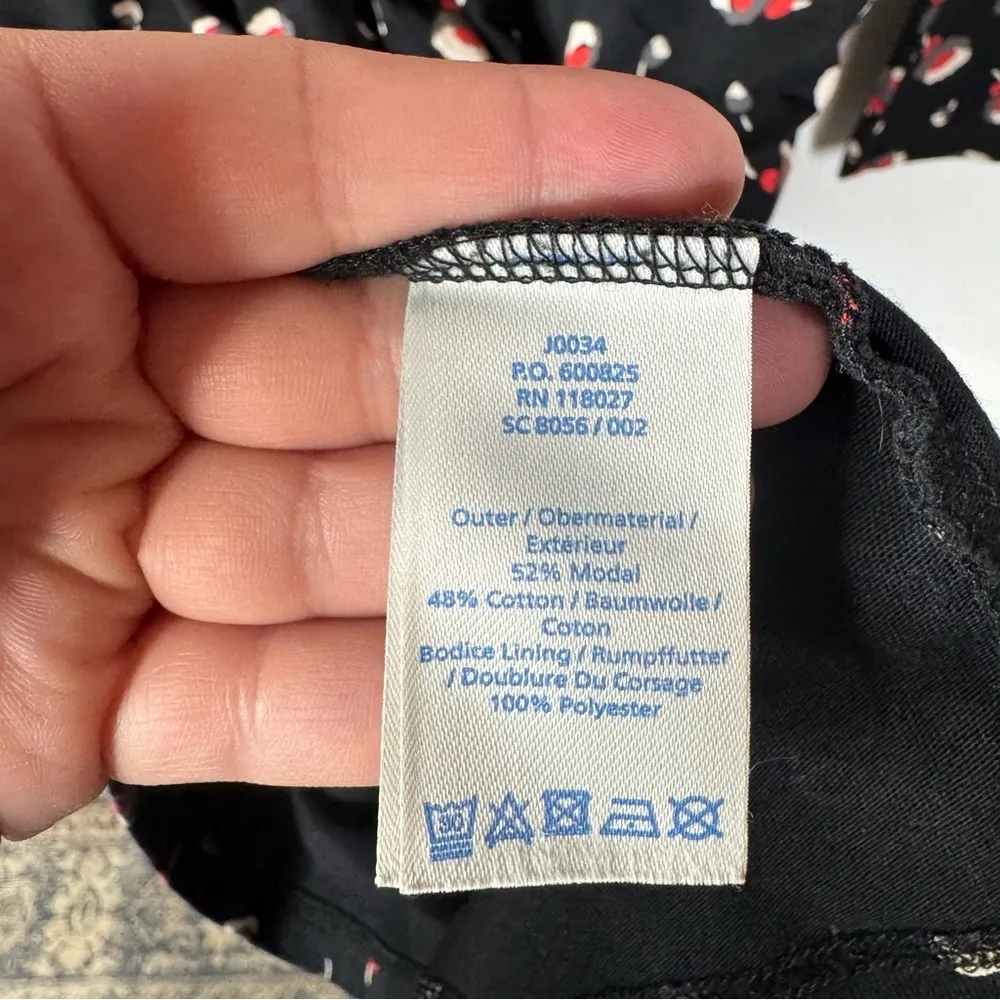 J0034
P.O. 600825
RN 118027
SC 8056 / 002
Outer / Obermaterial /
Extérieur
52% Modal
48% Cotton / Baumwolle /
Coton
Bodice Lining / Rumpffutter
/ Doublure Du Corsage
100% Polyester
30